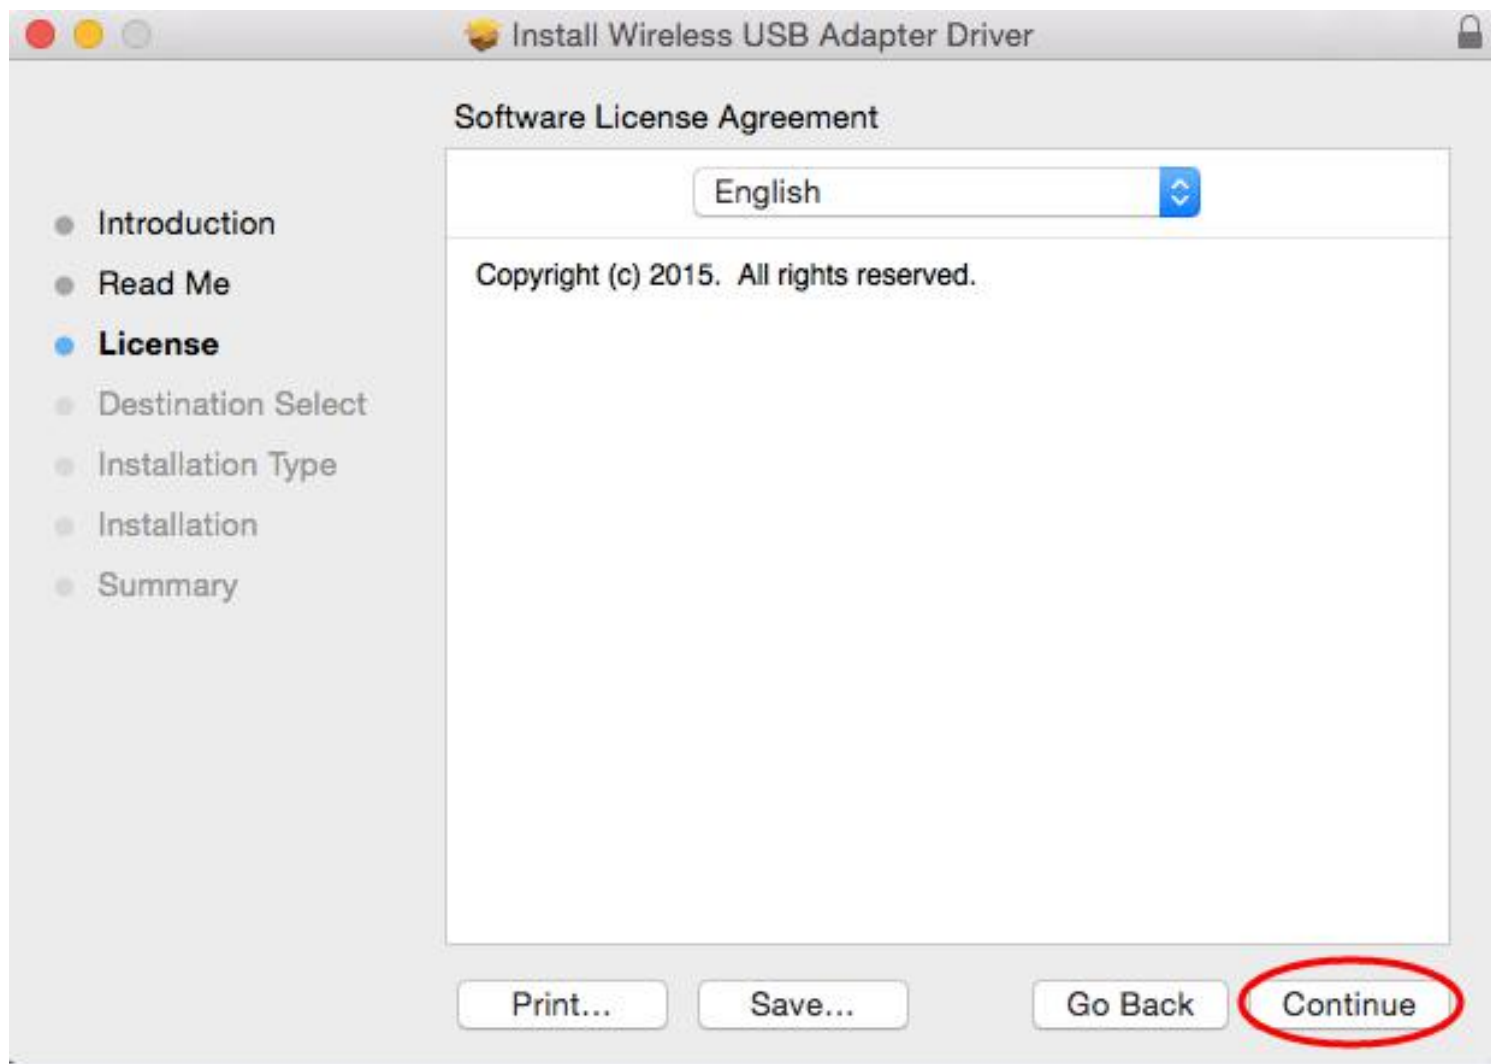 Install Wireless USB Adapter Driver
Software License Agreement
English
Introduction
Read Me
License
Destination Select
Installation Type
Installation
Summary
Copyright (c) 2015.  All rights reserved.
Print...
Save...
Go Back
Continue